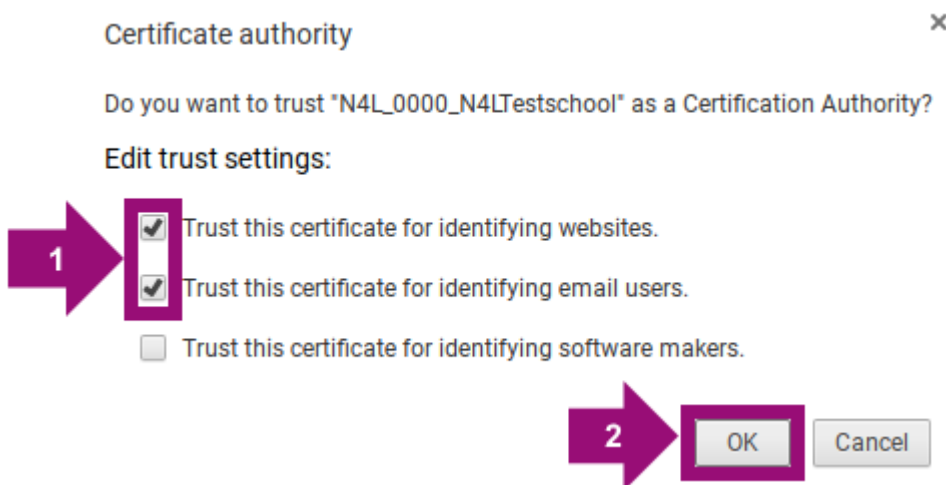 Certificate authority
Do you want to trust "N4L_0000_N4LTestschool" as a Certification Authority?
Edit trust settings:
Trust this certificate for identifying websites.
1
Trust this certificate for identifying email users.
Trust this certificate for identifying software makers.
2
OK
Cancel